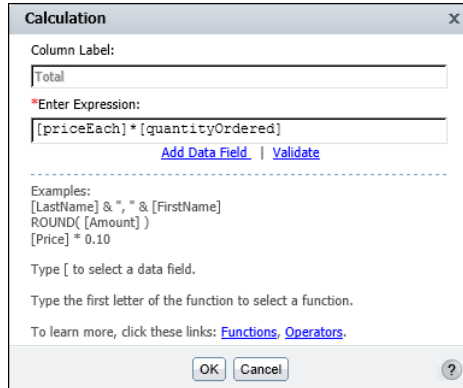 Calculation
x
Column Label:
Total
*Enter Expression:
[priceEach]*[quantityOrdered]
Add Data Field | Validate
Examples:
[LastName] & ", " & [FirstName]
ROUND( [Amount] )
[Price] * 0.10
Type [ to select a data field.
Type the first letter of the function to select a function.
To learn more, click these links: Functions, Operators.
OK Cancel
?